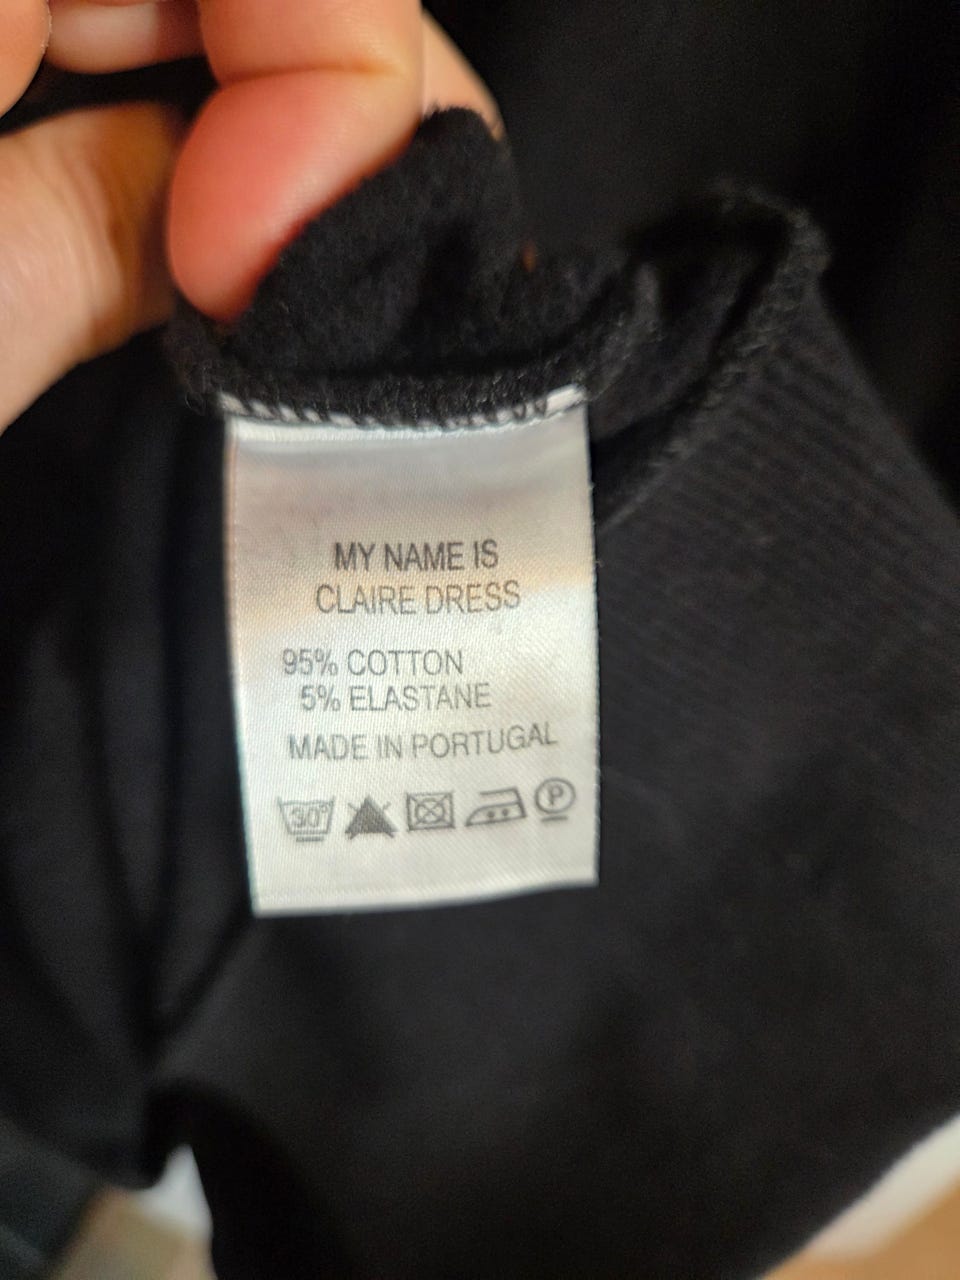 MY NAME IS
CLAIRE DRESS
95% COTTON
5% ELASTANE
MADE IN PORTUGAL
30° P